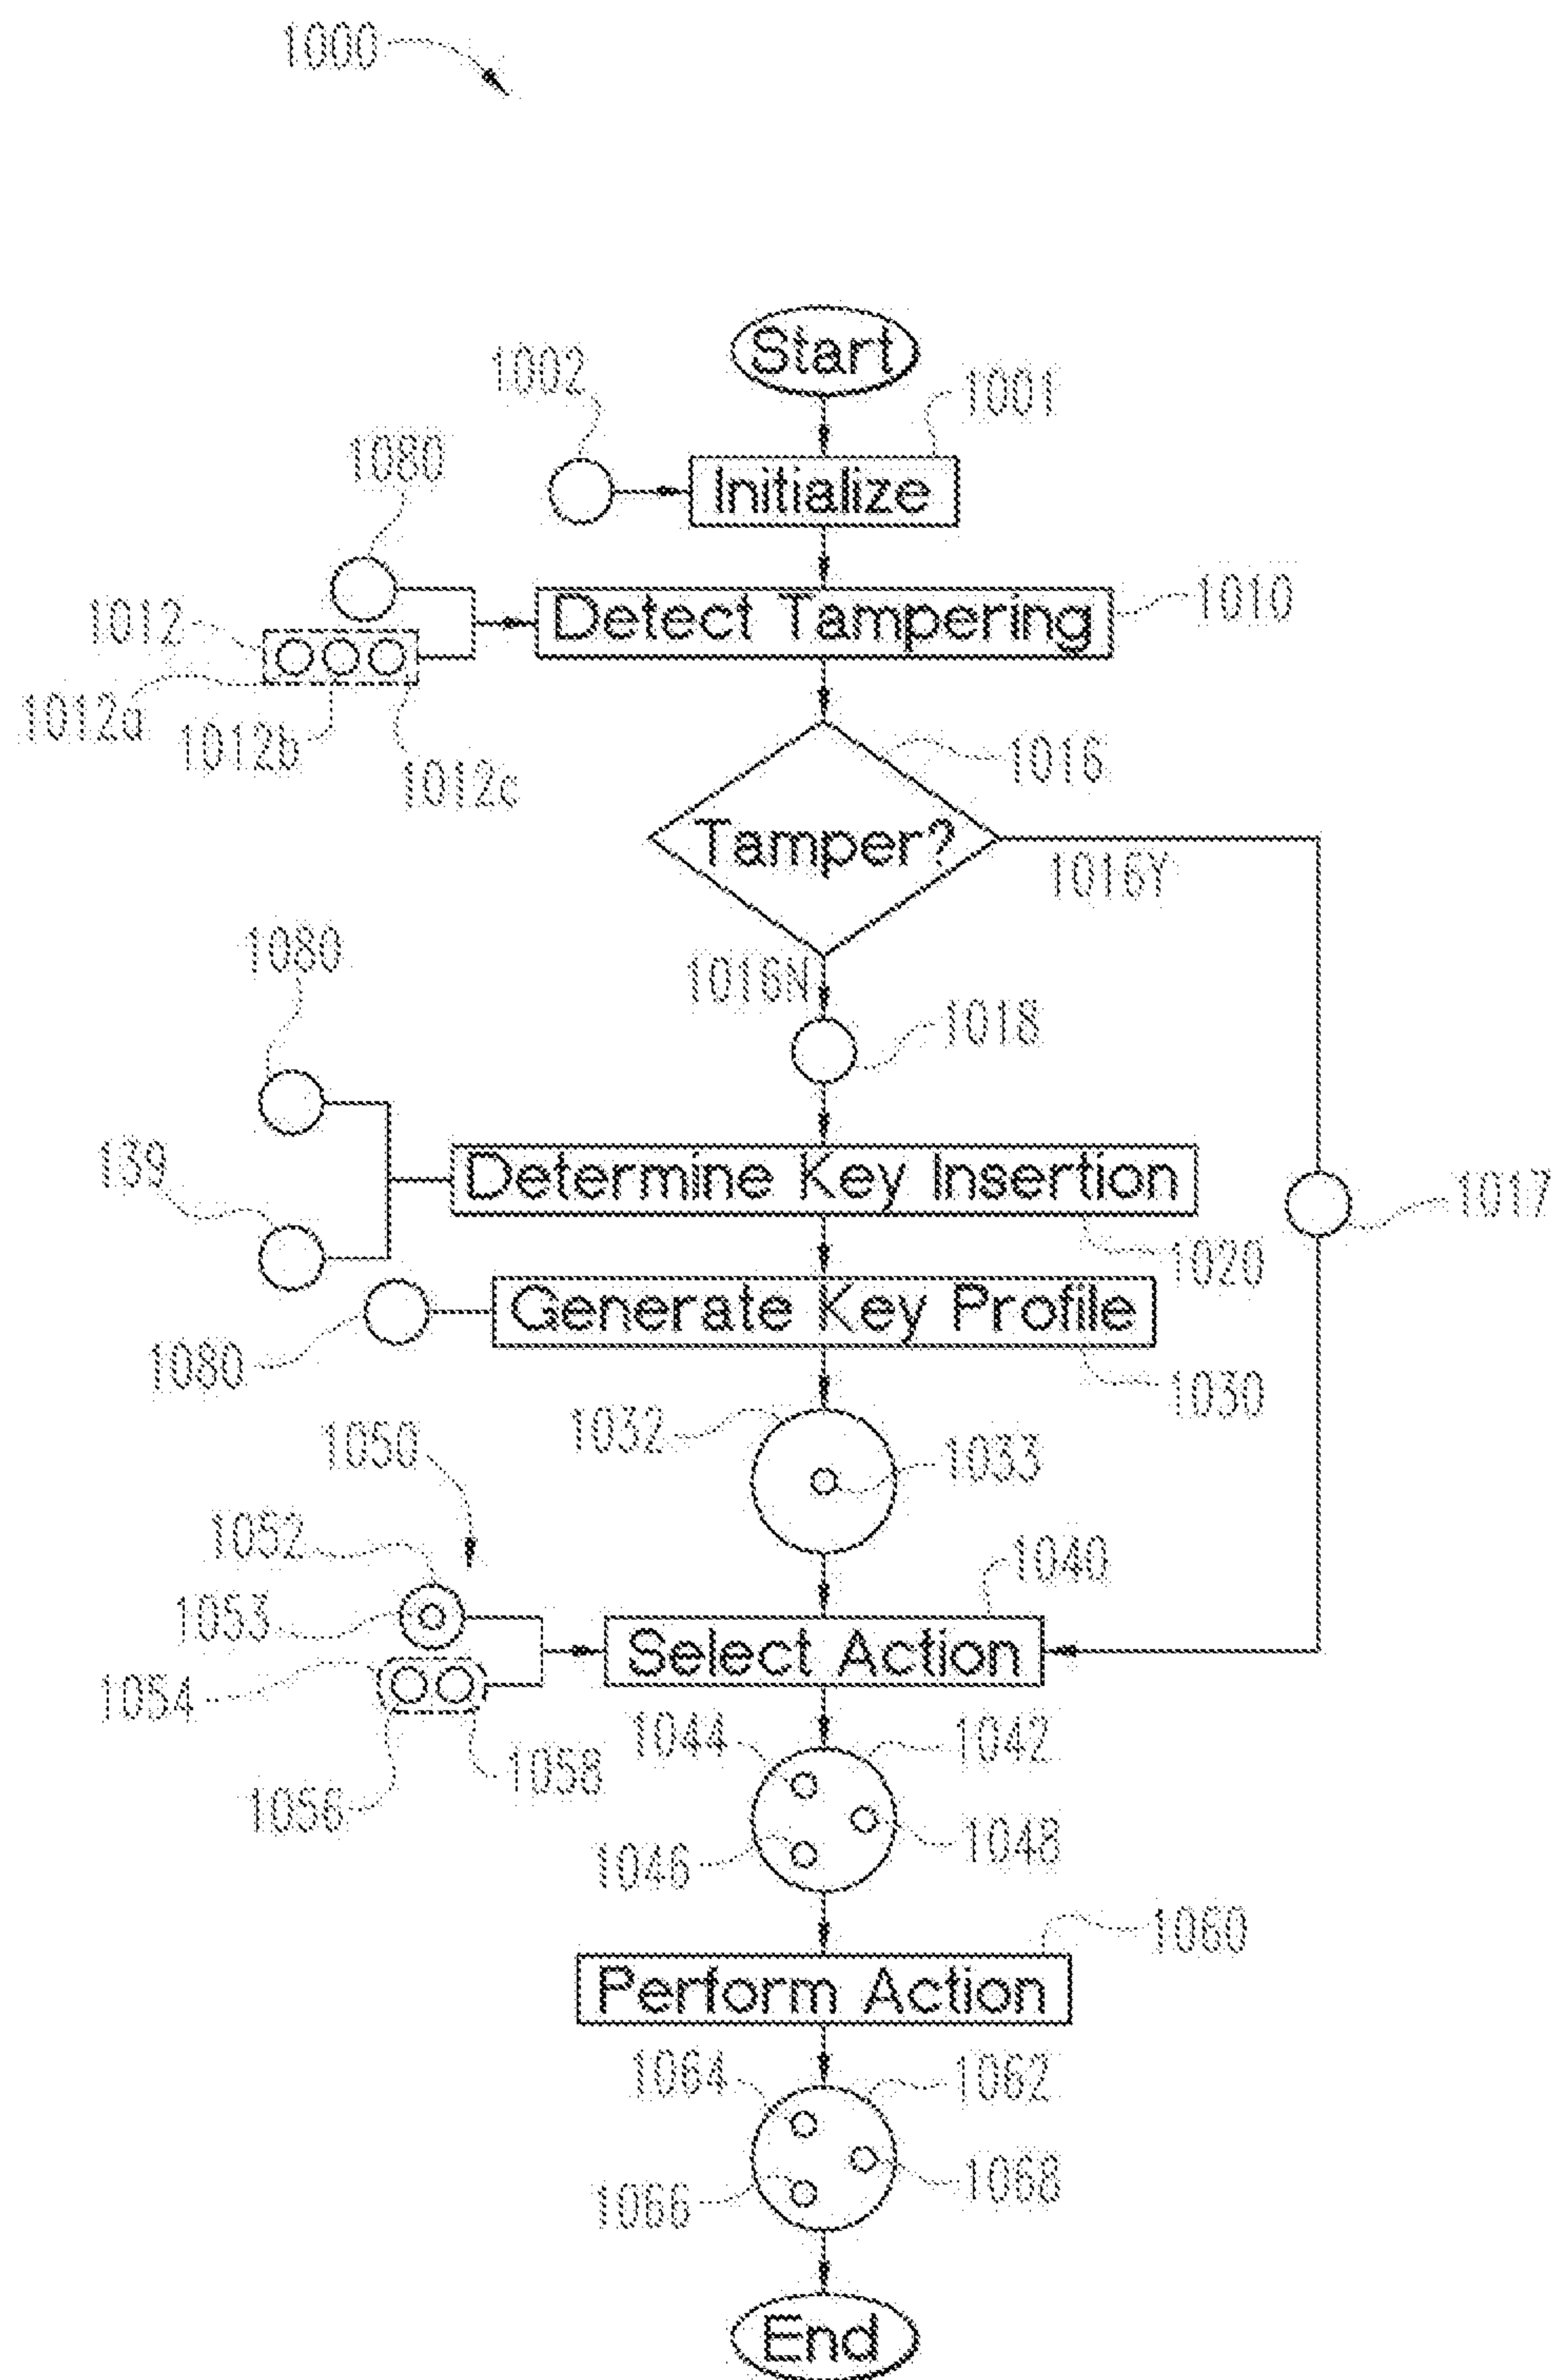 1000
Start
1002
1001
1080
Initialize
1012
Detect Tampering
1010
1012a
1012b
1012c
1016
Tamper?
1016Y
1080
1016N
1018
139
Determine Key Insertion
1017
1020
Generate Key Profile
1080
1030
1032
1033
1050
1052
1040
1053
Select Action
1054
1044
1042
1058
1056
1046
1048
1060
Perform Action
1064
1062
1066
1068
End